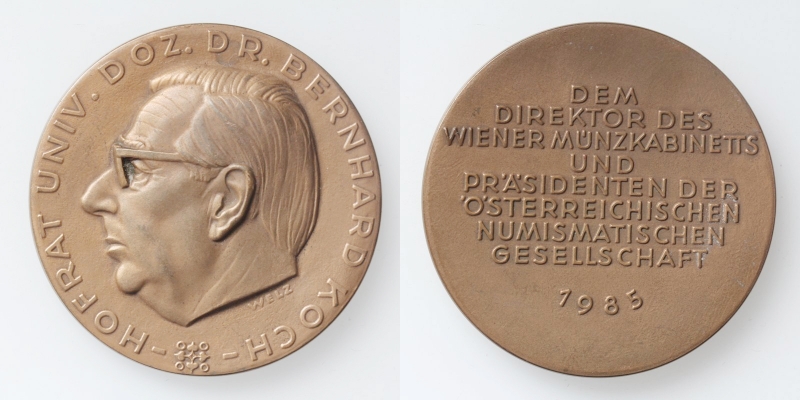 HOFRAT UNIV. DOZ. DR. BERNHARD KOCH
WELZ
DEM
DIREKTOR DES
WIENER MÜNZKABINETTS
UND
PRÄSIDENTEN DER
ÖSTERREICHISCHEN
NUMISMATISCHEN
GESELLSCHAFT
1985